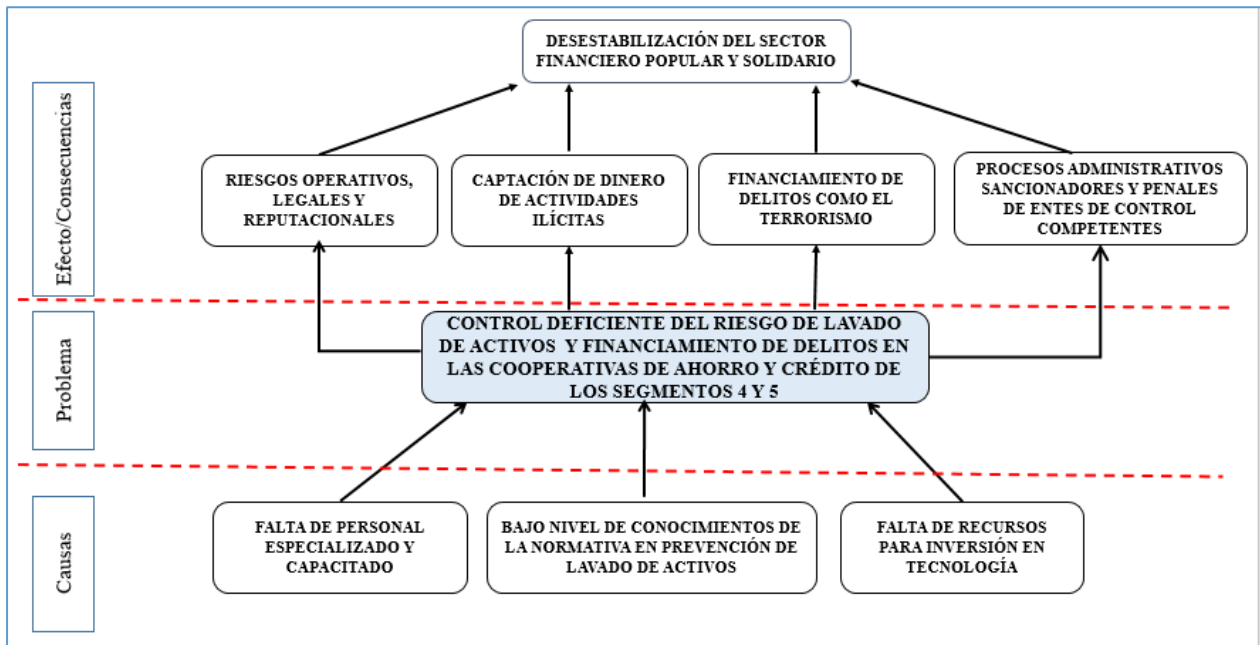 DESESTABILIZACIÓN DEL SECTOR
FINANCIERO POPULAR Y SOLIDARIO
Efecto/Consecuencias
RIESGOS OPERATIVOS,
LEGALES Y
REPUTACIONALES
CAPTACIÓN DE DINERO
DE ACTIVIDADES
ILÍCITAS
FINANCIAMIENTO DE
DELITOS COMO EL
TERRORISMO
PROCESOS ADMINISTRATIVOS
SANCIONADORES Y PENALES
DE ENTES DE CONTROL
COMPETENTES
Problema
CONTROL DEFICIENTE DEL RIESGO DE LAVADO
DE ACTIVOS Y FINANCIAMIENTO DE DELITOS EN
LAS COOPERATIVAS DE AHORRO Y CRÉDITO DE
LOS SEGMENTOS 4 Y 5
Causas
FALTA DE PERSONAL
ESPECIALIZADO Y
CAPACITADO
BAJO NIVEL DE CONOCIMIENTOS DE
LA NORMATIVA EN PREVENCIÓN DE
LAVADO DE ACTIVOS
FALTA DE RECURSOS
PARA INVERSIÓN EN
TECNOLOGÍA